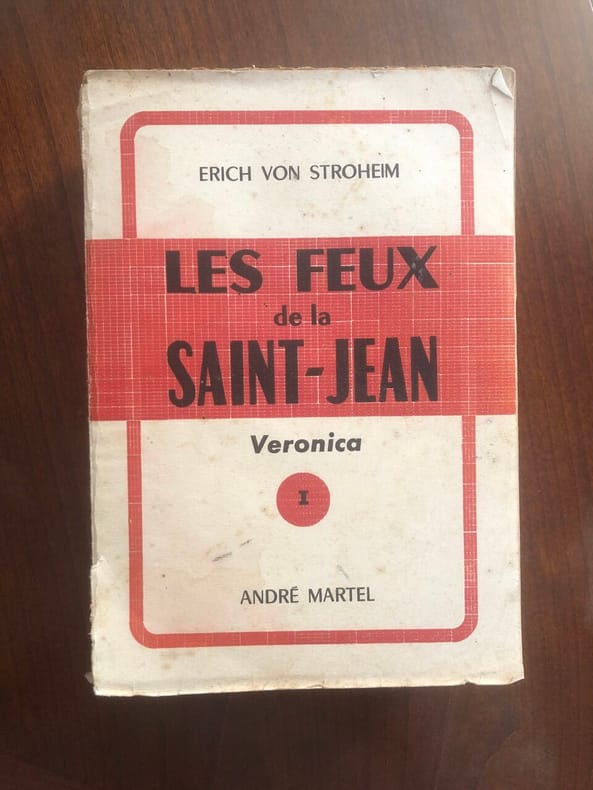 ERICH VON STROHEIM
LES FEUX
de la
SAINT-JEAN
Veronica
I
ANDRÉ MARTEL